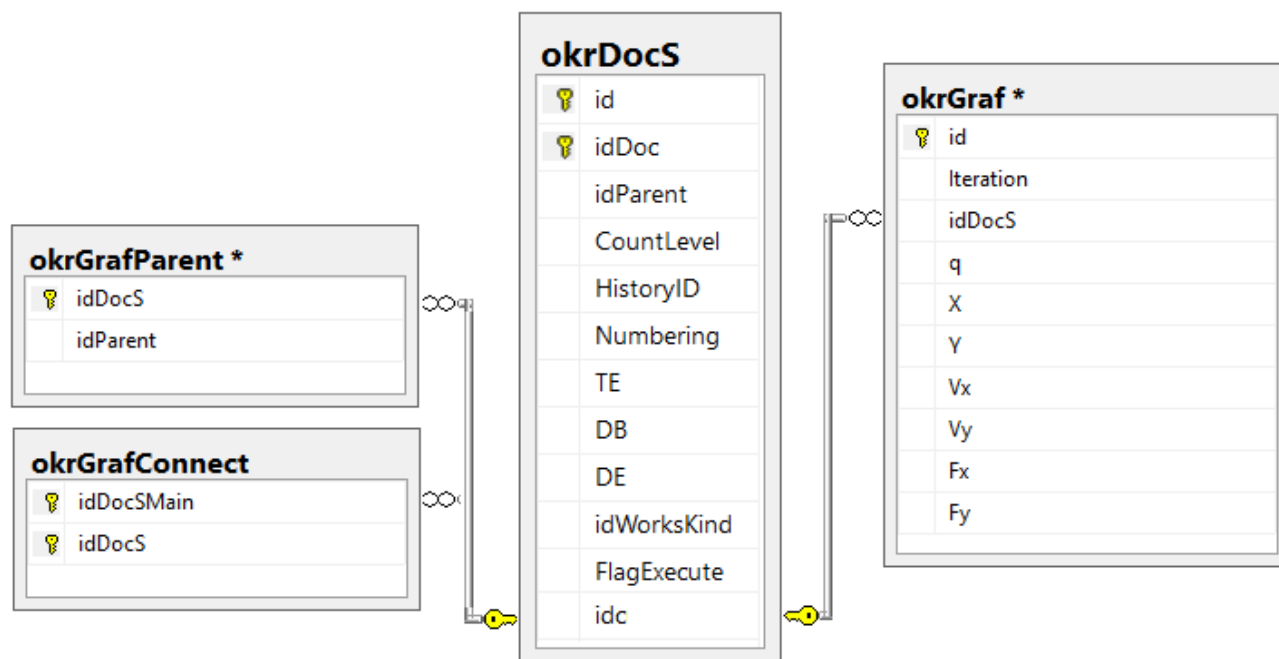 okrGrafParent *
idDocS
idParent
okrGrafConnect
idDocSMain
idDocS
okrDocS
id
idDoc
idParent
CountLevel
HistoryID
Numbering
TE
DB
DE
idWorksKind
FlagExecute
idc
okrGraf *
id
Iteration
idDocS
q
X
Y
Vx
Vy
Fx
Fy